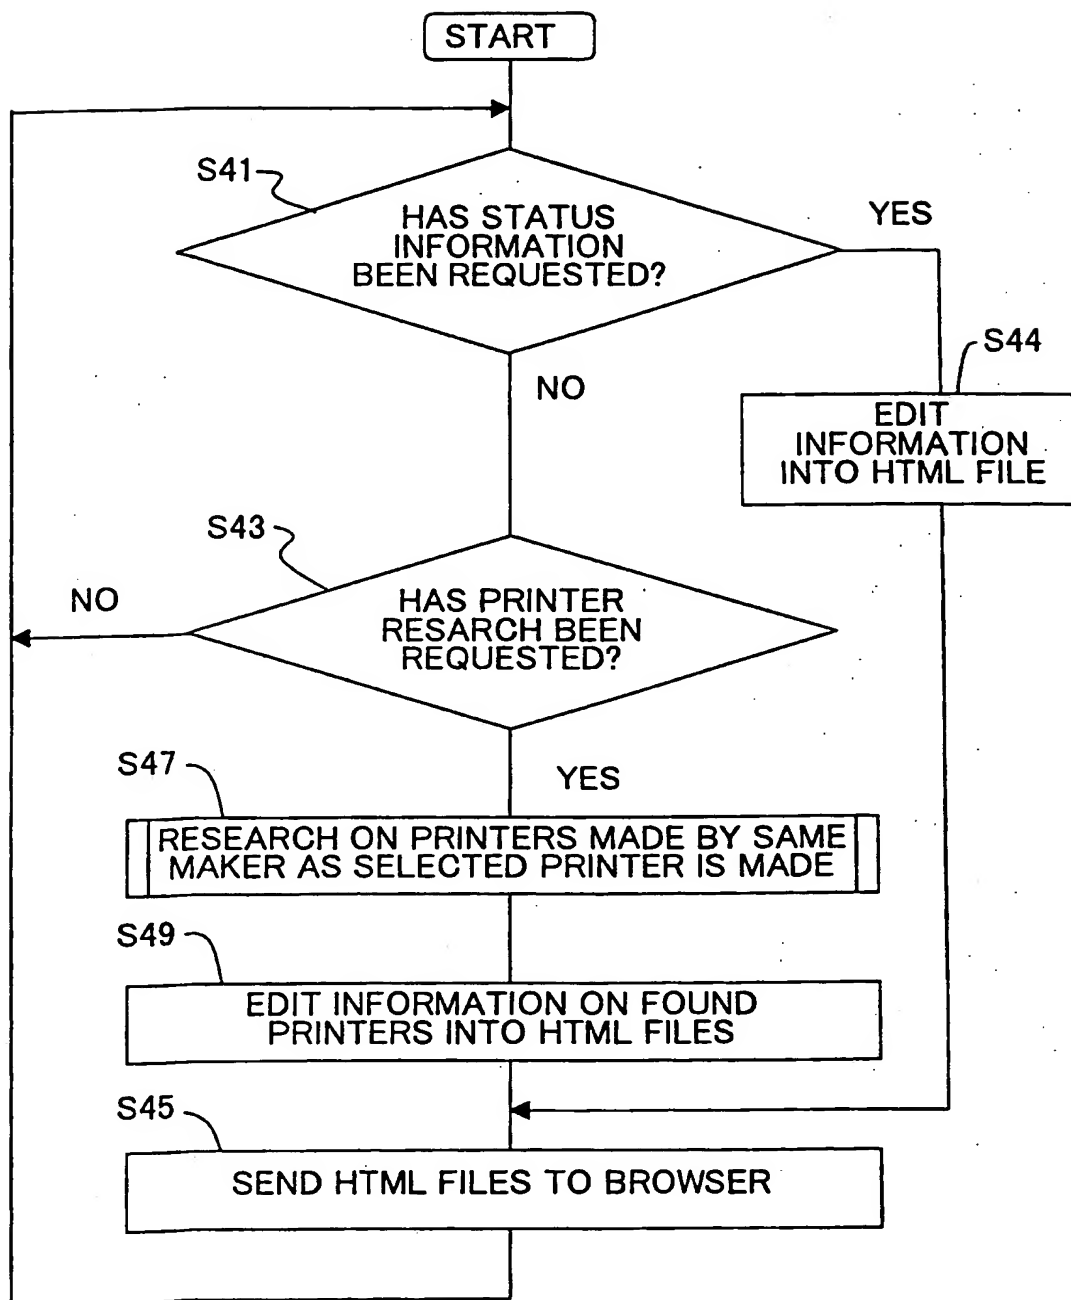 START
S41
HAS STATUS
INFORMATION
BEEN REQUESTED?
YES
NO
S44
EDIT
INFORMATION
INTO HTML FILE
S43
HAS PRINTER
RESARCH BEEN
REQUESTED?
NO
YES
S47
RESEARCH ON PRINTERS MADE BY SAME
MAKER AS SELECTED PRINTER IS MADE
S49
EDIT INFORMATION ON FOUND
PRINTERS INTO HTML FILES
S45
SEND HTML FILES TO BROWSER